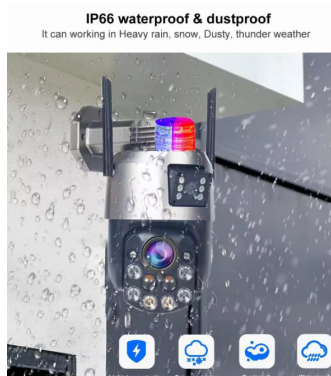 IP66 waterproof & dustproof
It can working in Heavy rain, snow, Dusty, thunder weather